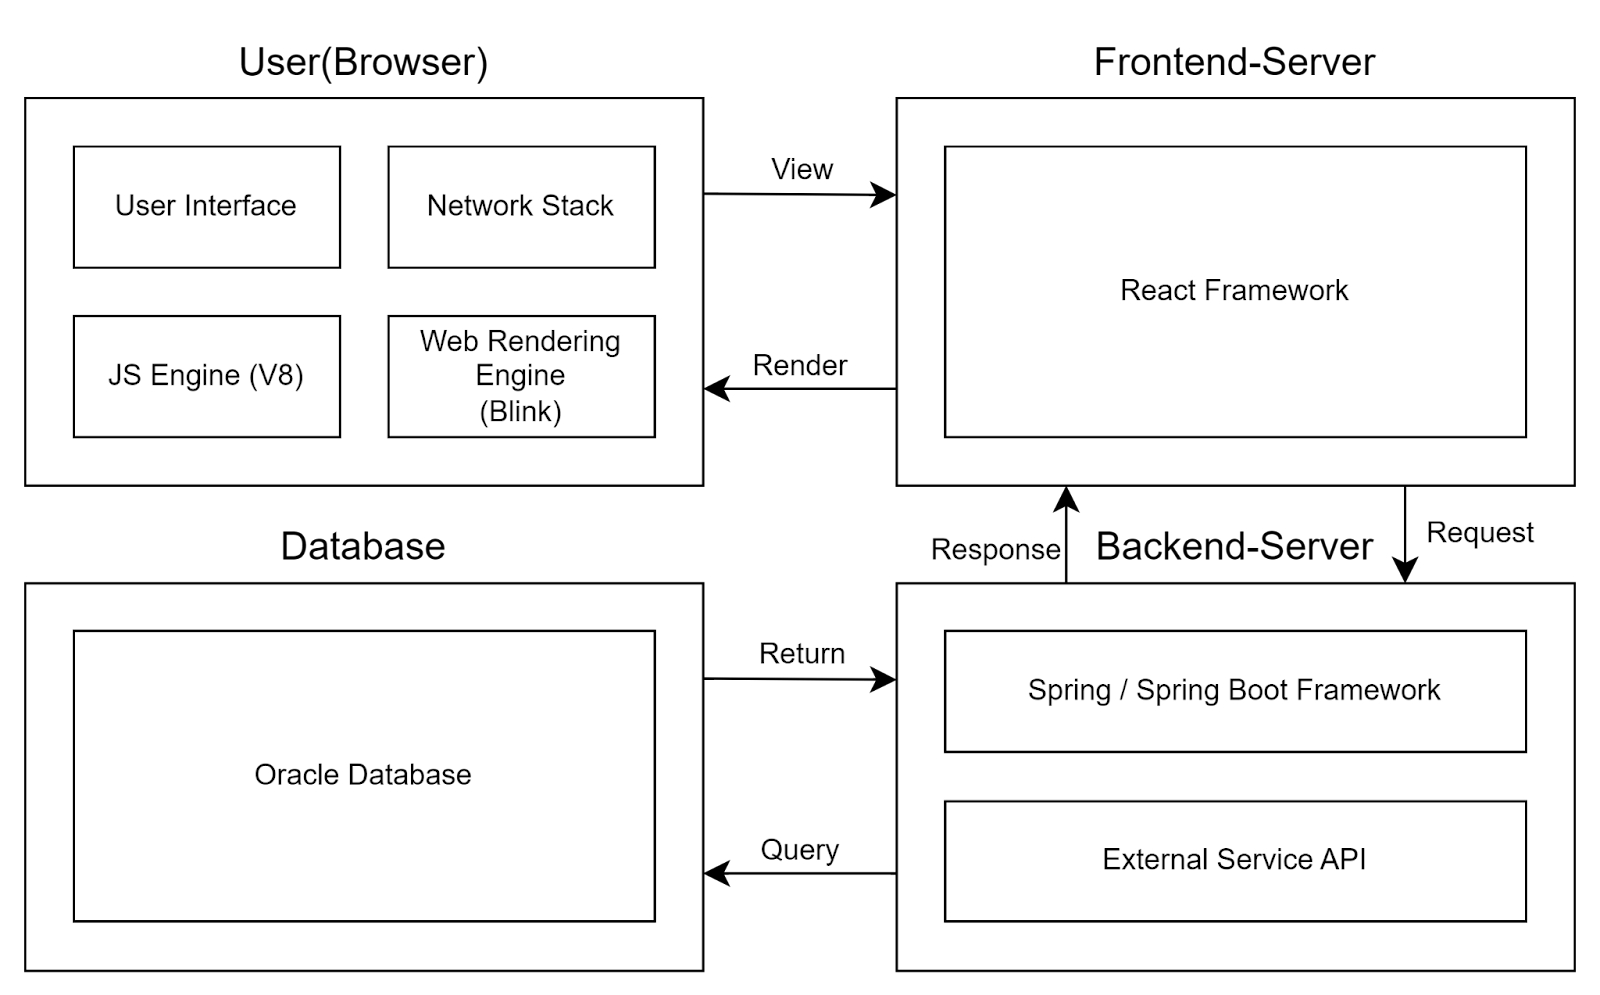 User(Browser)
Frontend-Server
User Interface
Network Stack
View
React Framework
JS Engine (V8)
Web Rendering
Engine
(Blink)
Render
Database
Response
Backend-Server
Request
Oracle Database
Return
Spring / Spring Boot Framework
Query
External Service API